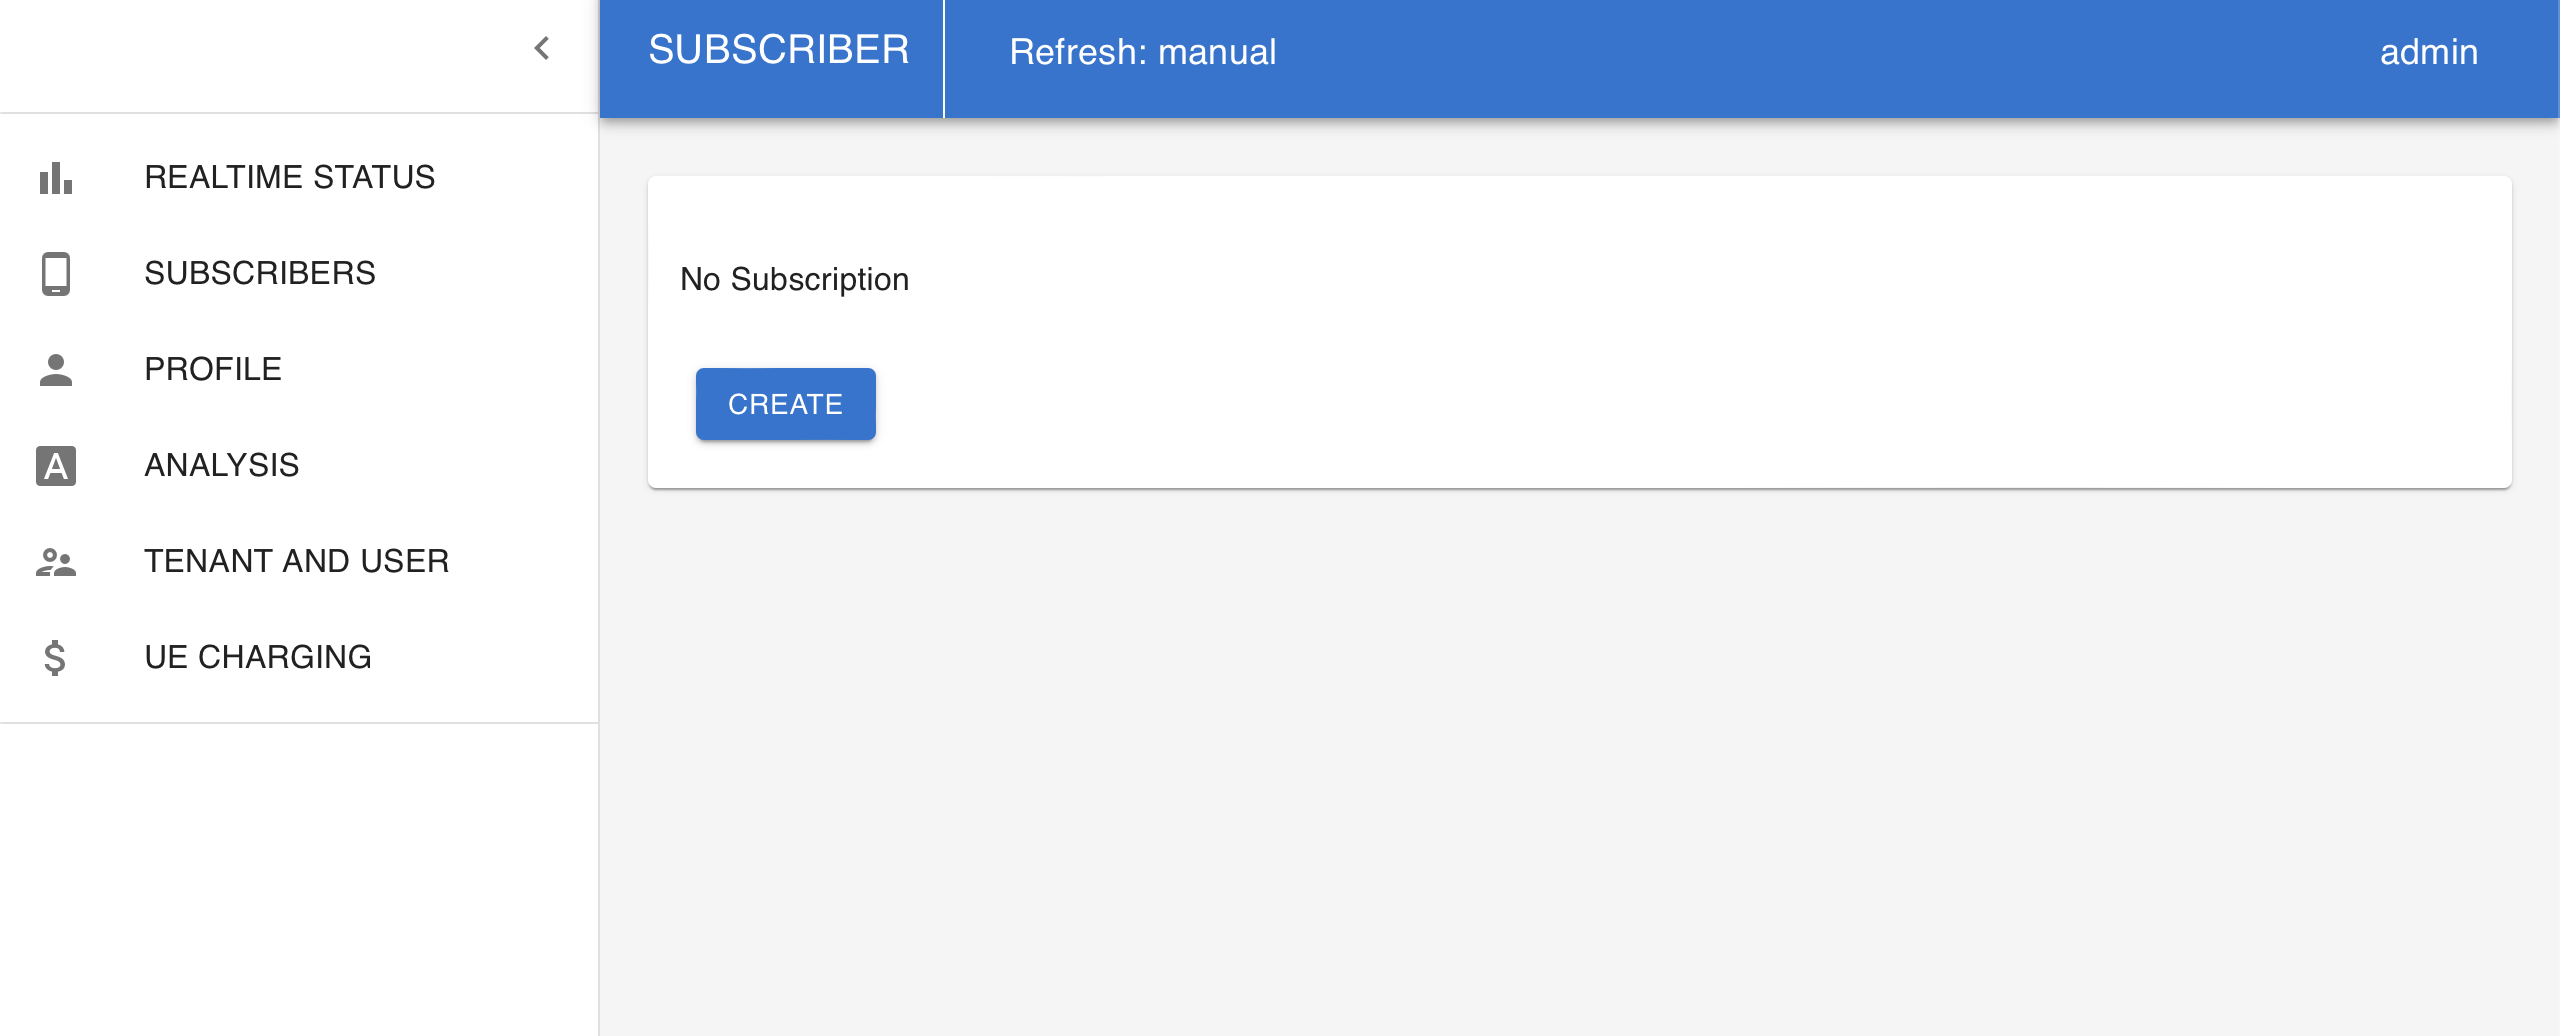 SUBSCRIBER
Refresh: manual
admin
REALTIME STATUS
SUBSCRIBERS
PROFILE
ANALYSIS
TENANT AND USER
UE CHARGING
No Subscription
CREATE